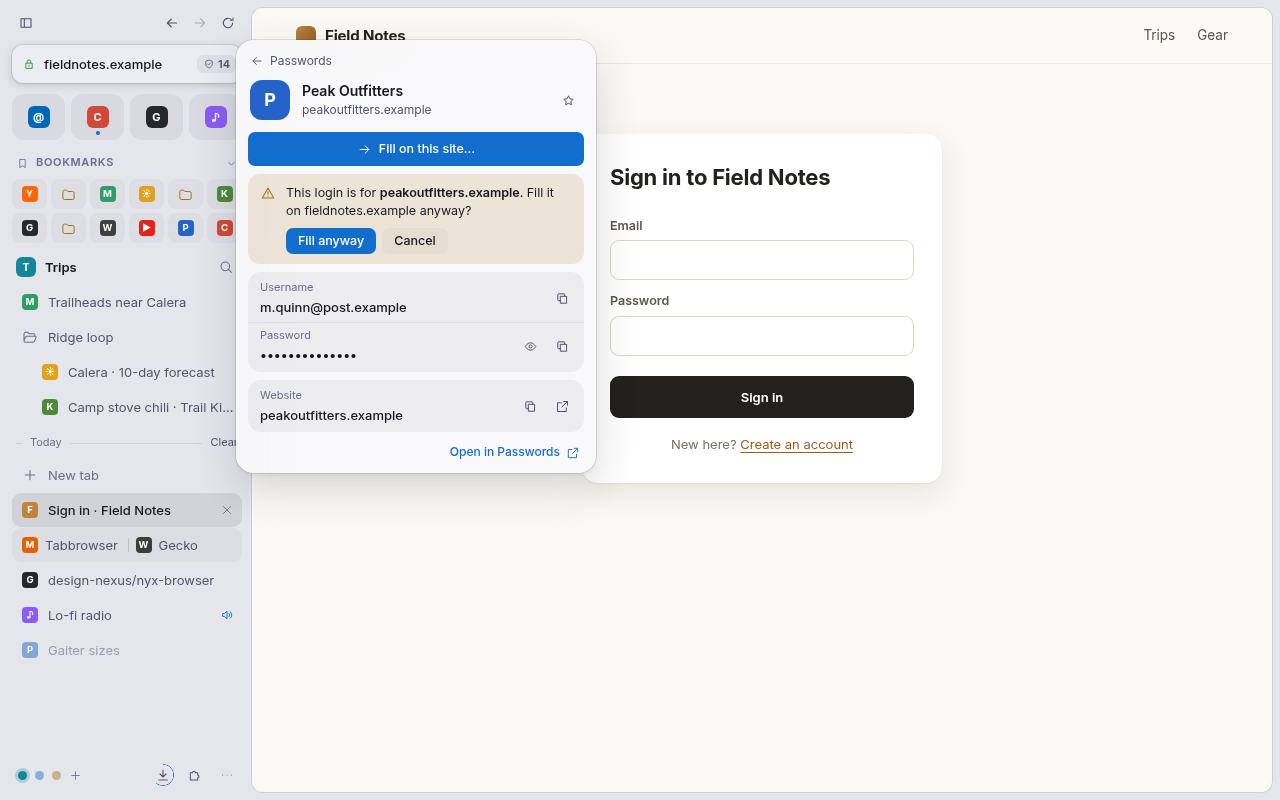 fieldnotes.example
14
@
C
G
BOOKMARKS
Y
M
K
G
W
P
C
T Trips
M Trailheads near Calera
Ridge loop
Calera · 10-day forecast
K Camp stove chili · Trail Ki...
Today
Clear
New tab
F Sign in · Field Notes
M Tabbrowser
W Gecko
G design-nexus/nyx-browser
Lo-fi radio
P Gaiter sizes
Passwords
P
Peak Outfitters
peakoutfitters.example
Fill on this site...
This login is for peakoutfitters.example. Fill it
on fieldnotes.example anyway?
Fill anyway
Cancel
Username
m.quinn@post.example
Password
••••••••••••••
Website
peakoutfitters.example
Open in Passwords
Field Notes
Trips
Gear
Sign in to Field Notes
Email
Password
Sign in
New here? Create an account